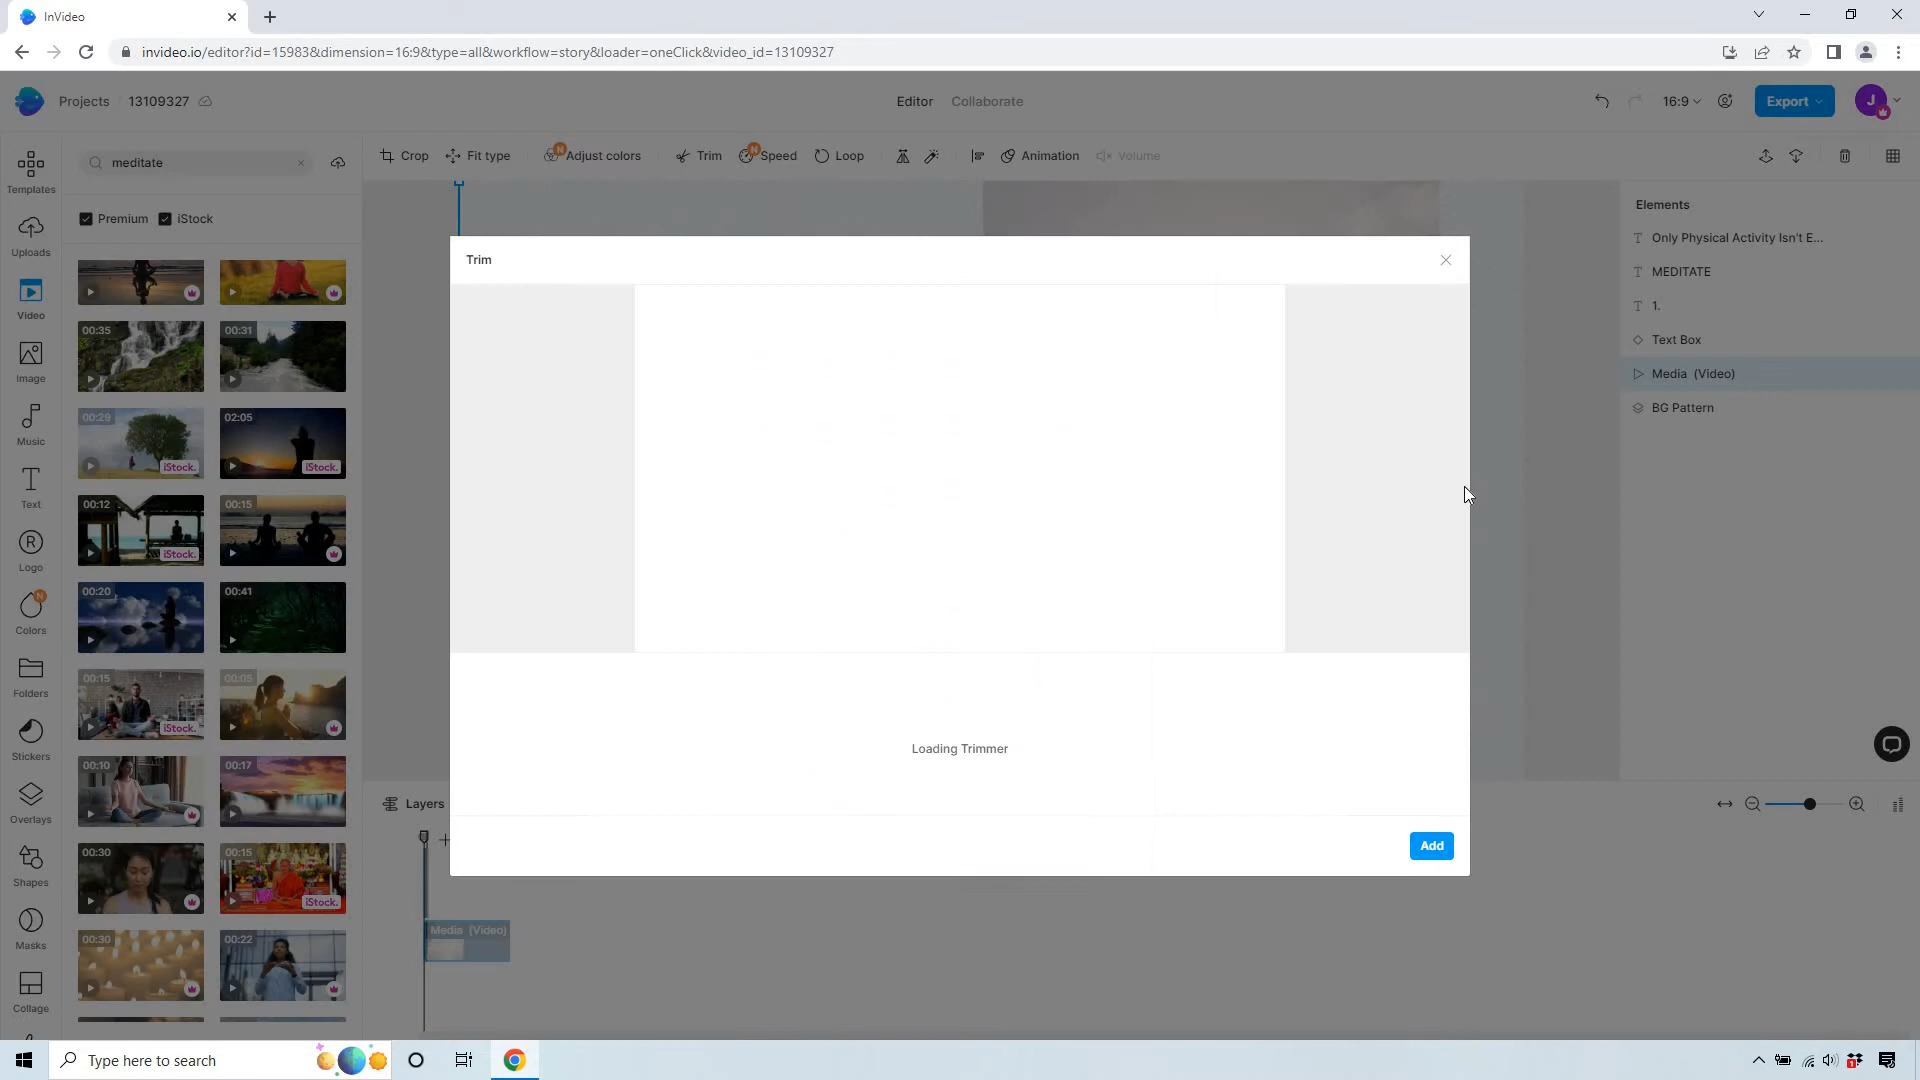 InVideo
invideo.io/editor?id=15983&dimension=16:9&type=all&workflow=story&loader=oneClick&video_id=13109327
Projects 13109327 Editor Collaborate 16:9 Export J
Templates
Uploads
Video
Image
Music
Text
R
Logo
N
Colors
Folders
Stickers
Overlays
Shapes
Masks
Collage
meditate
Premium iStock
00:35 00:31
00:29 02:05
iStock. iStock.
00:12 00:15
iStock.
00:20 00:41
00:15 00:05
iStock.
00:10 00:17
00:30 00:15
iStock.
00:30 00:22
Crop Fit type N Adjust colors Trim N Speed Loop Animation Volume
Trim
Loading Trimmer
Add
Elements
Only Physical Activity Isn't E...
MEDITATE
1.
Text Box
Media (Video)
BG Pattern
Layers
Media (Video)
Type here to search
1